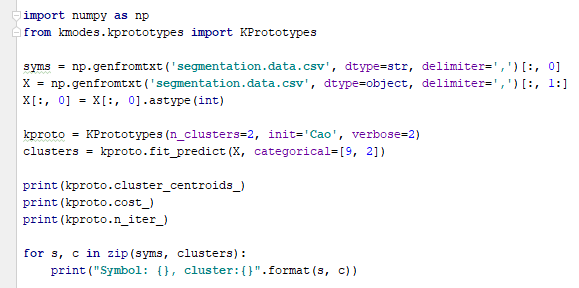 import numpy as np
from kmodes.kprototypes import KPrototypes
syms = np.genfromtxt('segmentation.data.csv', dtype=str, delimiter=',')[:, 0]
X = np.genfromtxt('segmentation.data.csv', dtype=object, delimiter=',')[:, 1:]
X[:, 0] = X[:, 0].astype(int)
kproto = KPrototypes(n_clusters=2, init='Cao', verbose=2)
clusters = kproto.fit_predict(X, categorical=[9, 2])
print(kproto.cluster_centroids_)
print(kproto.cost_)
print(kproto.n_iter_)
for s, c in zip(syms, clusters):
    print("Symbol: {}, cluster:{}".format(s, c))